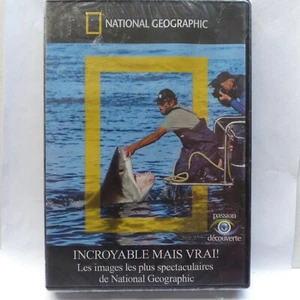 NATIONAL GEOGRAPHIC
passion
découverte
INCROYABLE MAIS VRAI!
Les images les plus spectaculaires
de National Geographic